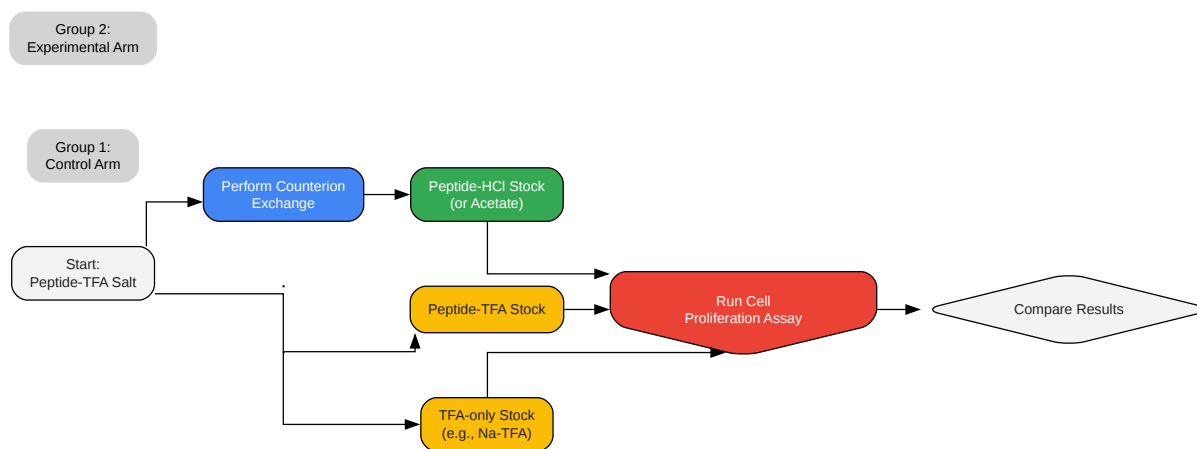 Group 2:
Experimental Arm
Group 1:
Control Arm
Perform Counterion
Exchange
Peptide-HCl Stock
(or Acetate)
Start:
Peptide-TFA Salt
Peptide-TFA Stock
Run Cell
Proliferation Assay
Compare Results
TFA-only Stock
(e.g., Na-TFA)